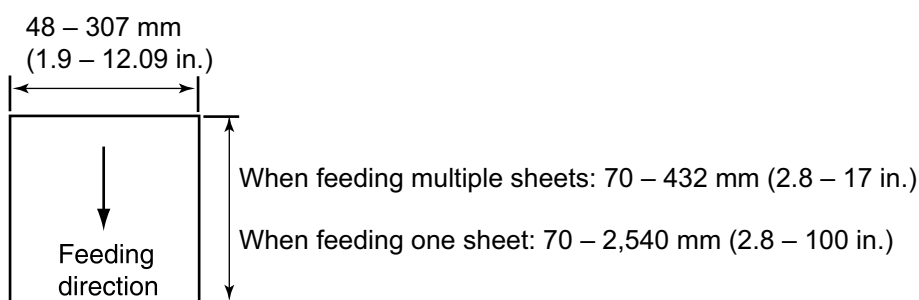 48 – 307 mm
(1.9 – 12.09 in.)
When feeding multiple sheets: 70 – 432 mm (2.8 – 17 in.)
When feeding one sheet: 70 – 2,540 mm (2.8 – 100 in.)
Feeding
direction